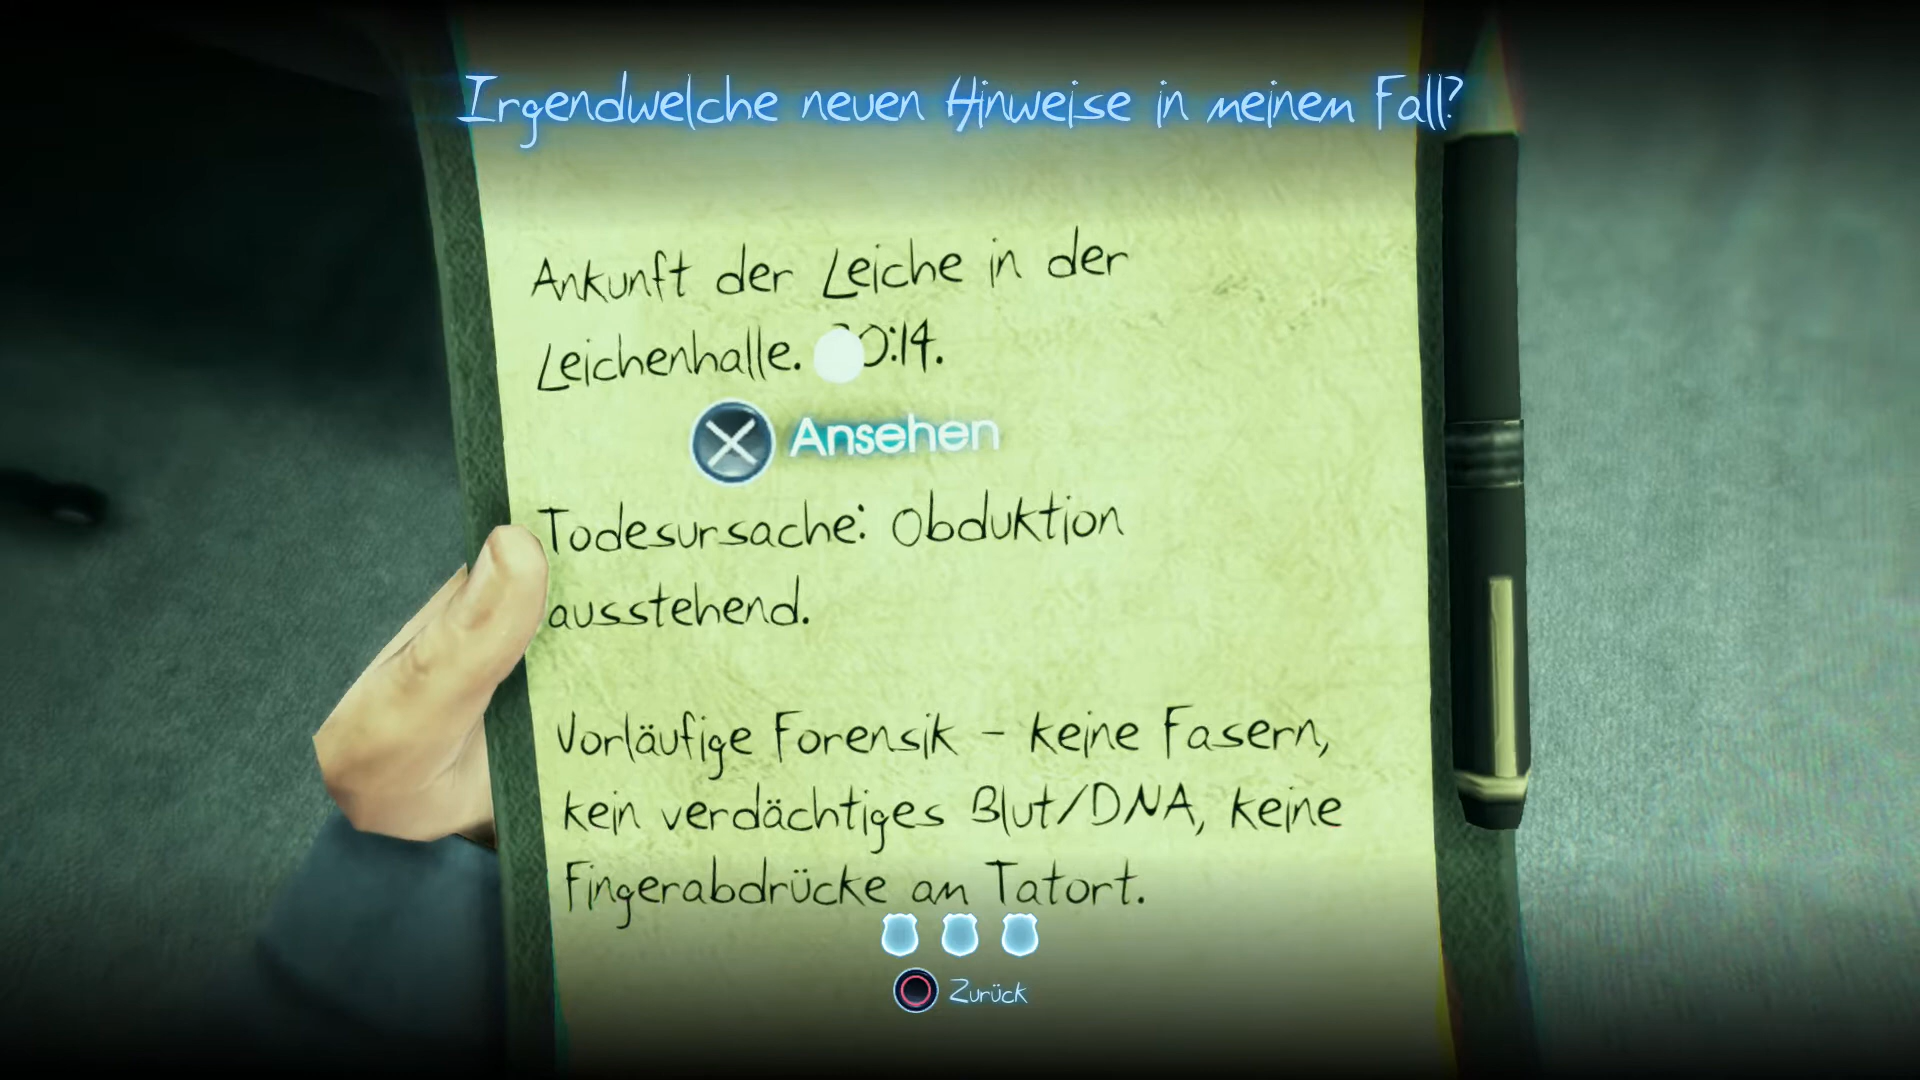 Irgendwelche neuen Hinweise in meinem Fall?
Ankunft der Leiche in der
Leichenhalle.
Ansehen
Todesursache: Obduktion
ausstehend.
Vorläufige Forensik - keine Fasern,
kein verdächtiges Blut/DNA, keine
Fingerabdrücke am Tatort.
Zurück